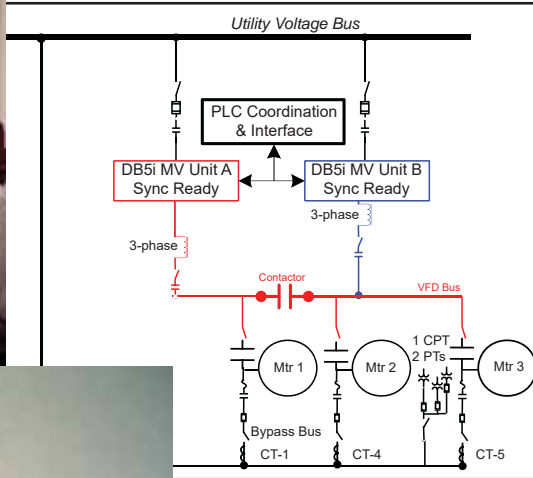 Utility Voltage Bus
PLC Coordination
& Interface
DB5i MV Unit A
Sync Ready
DB5i MV Unit B
Sync Ready
3-phase
3-phase
Contactor
VFD Bus
1 CPT
2 PTs
Mtr 1
Mtr 2
Mtr 3
Bypass Bus
CT-1
CT-4
CT-5